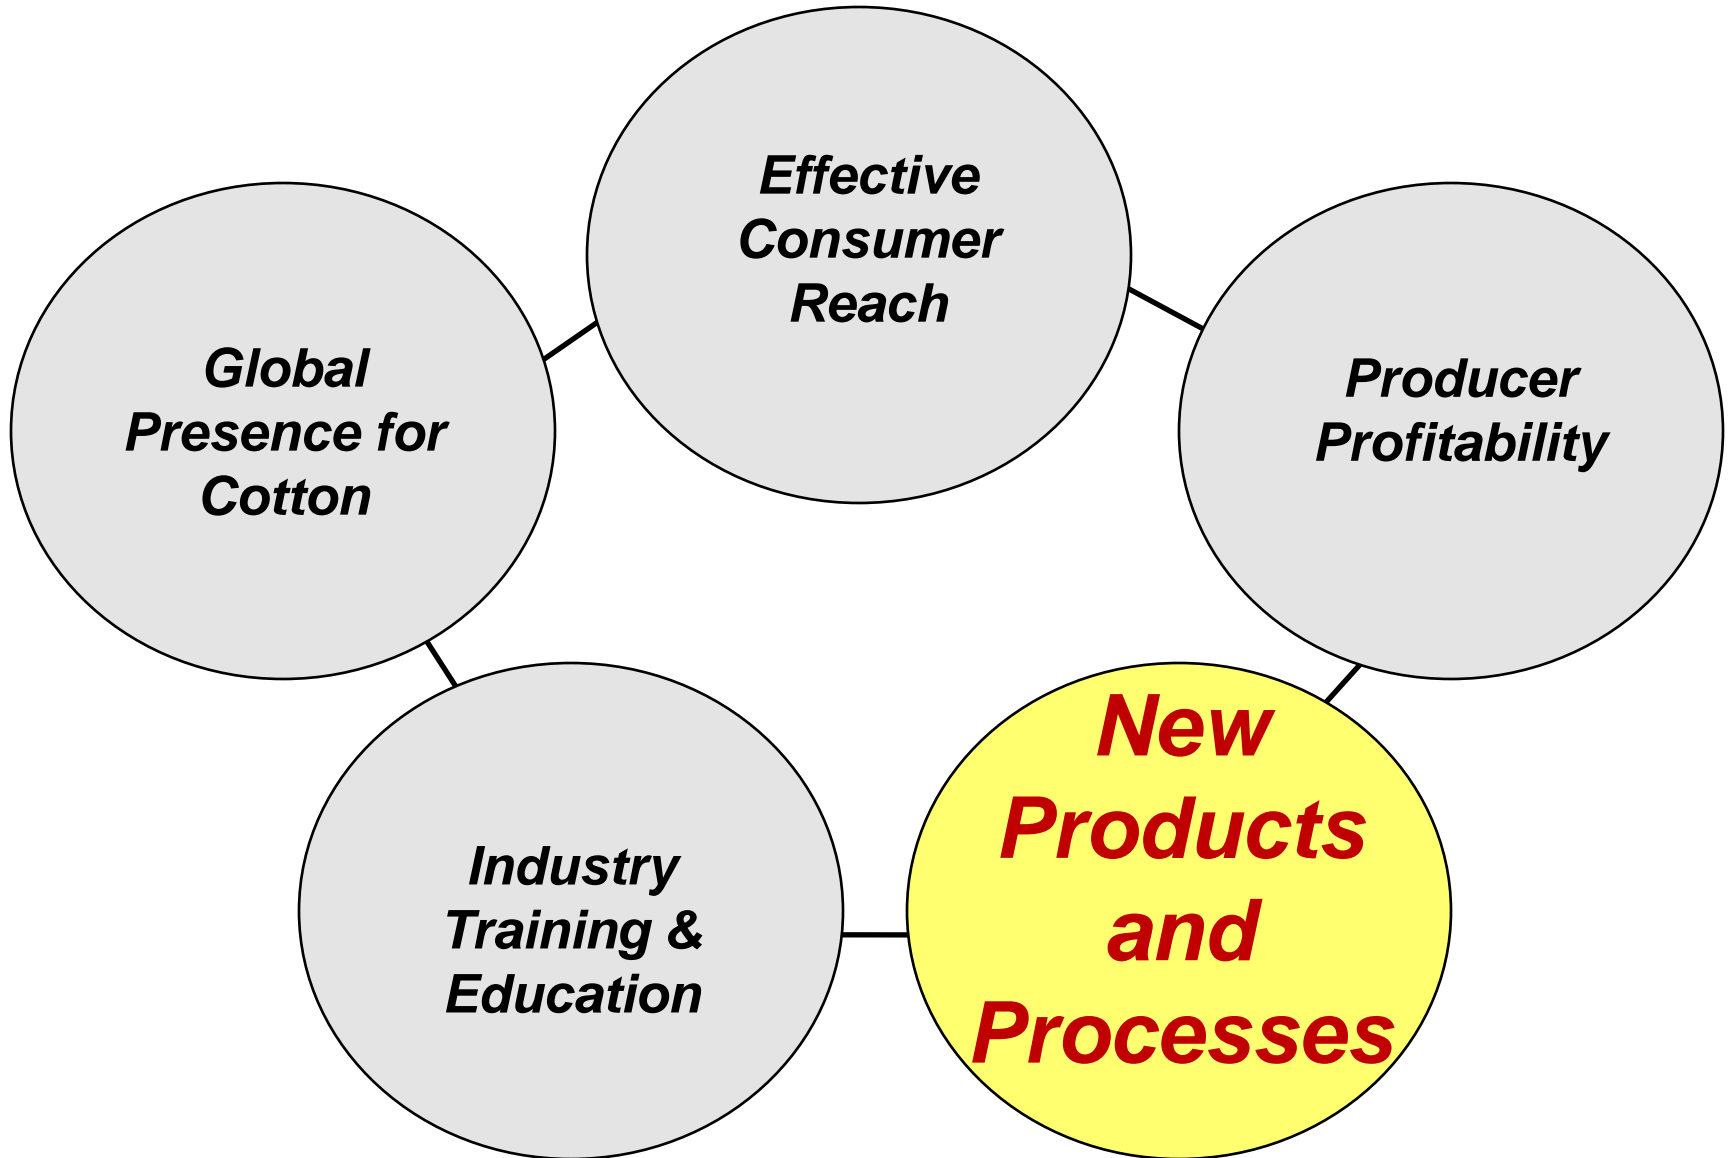 Effective
Consumer
Reach
Global
Presence for
Cotton
Producer
Profitability
Industry
Training &
Education
New
Products
and
Processes